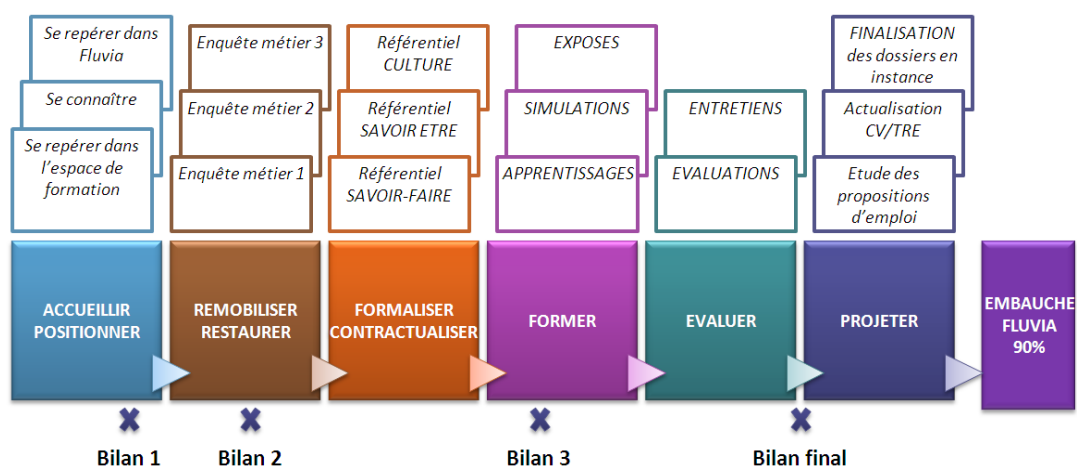 Se repérer dans
Fluvia
Se connaître
Se repérer dans
l'espace de
formation
Enquête métier 3
Enquête métier 2
Enquête métier 1
Référentiel
CULTURE
Référentiel
SAVOIR ETRE
Référentiel
SAVOIR-FAIRE
EXPOSES
SIMULATIONS
APPRENTISSAGES
ENTRETIENS
EVALUATIONS
FINALISATION
des dossiers en
instance
Actualisation
CV/TRE
Etude des
propositions
d'emploi
ACCUEILLIR
POSITIONNER
REMOBILISER
RESTAURER
FORMALISER
CONTRACTUALISER
FORMER
EVALUER
PROJETER
EMBAUCHE
FLUVIA
90%
Bilan 1
Bilan 2
Bilan 3
Bilan final